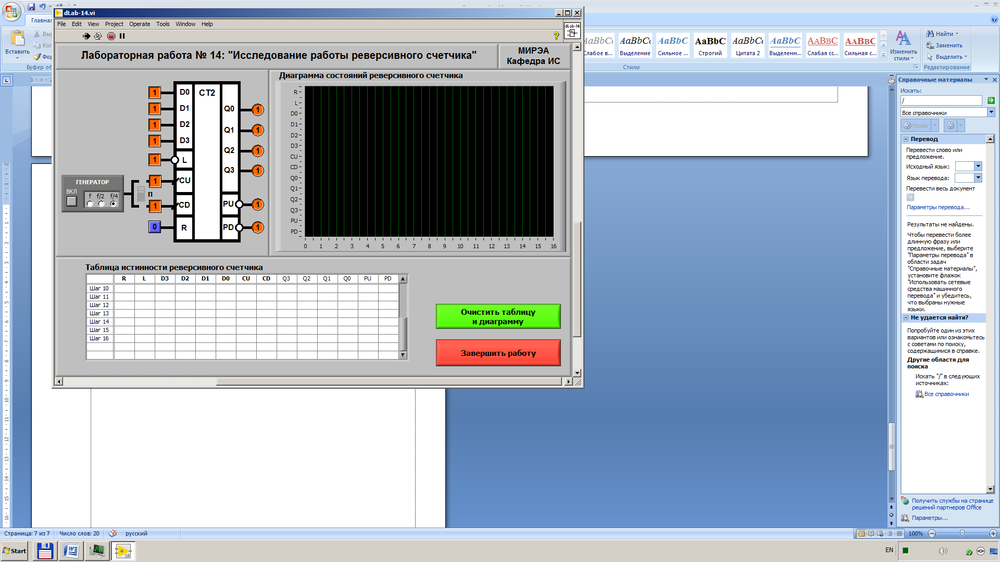 dLab-14.vi
File Edit View Project Operate Tools Window Help
dLab-14
Лабораторная работа № 14: "Исследование работы реверсивного счетчика"
МИРЭА
Кафедра ИС
1 D0 CT2
1 D1 Q0 1
1 D2 Q1 1
1 D3 Q2 1
1 L Q3 1
ГЕНЕРАТОР
ВКЛ f f/2 f/4
П
1 CU
1 CD PU 1
0 R PD 1
Диаграмма состояний реверсивного счетчика
R
L
D0
D1
D2
D3
CU
CD
Q0
Q1
Q2
Q3
PU
PD
0 1 2 3 4 5 6 7 8 9 10 11 12 13 14 15 16
Таблица истинности реверсивного счетчика
R L D3 D2 D1 D0 CU CD Q3 Q2 Q1 Q0 PU PD
Шаг 10
Шаг 11
Шаг 12
Шаг 13
Шаг 14
Шаг 15
Шаг 16
Очистить таблицу
и диаграмму
Завершить работу
Главная
Вставить
Буфер об
AaBbCc AaBbCc AaBbC AaBbC AaBbCc AaBbC AaBbC AaBbC
Слабое в... Выделение Сильное ... Строгий Цитата 2 Выделенн... Слабая сс... Сильная с...
Стили
Изменить
стили
Найти
Заменить
Выделить
Редактирование
Справочные материалы
Искать:
/
Все справочники
Назад
Перевод
Перевести слово или
предложение.
Исходный язык:
Язык перевода:
Перевести весь документ
Параметры перевода...
Результаты не найдены.
Чтобы перевести более
длинную фразу или
предложение, выберите
"Параметры перевода" в
области задач
"Справочные материалы",
установите флажок
"Использовать сетевые
средства машинного
перевода" и убедитесь,
что выбраны нужные
языки.
Не удается найти?
Попробуйте один из этих
вариантов или ознакомьтесь
с советами по поиску,
содержащимися в справке.
Другие области для
поиска
Искать "/" в следующих
источниках:
Все справочники
Получить службы на странице
решений партнеров Office
Параметры...
Страница: 7 из 7 Число слов: 20 русский
100%
Start
18
EN